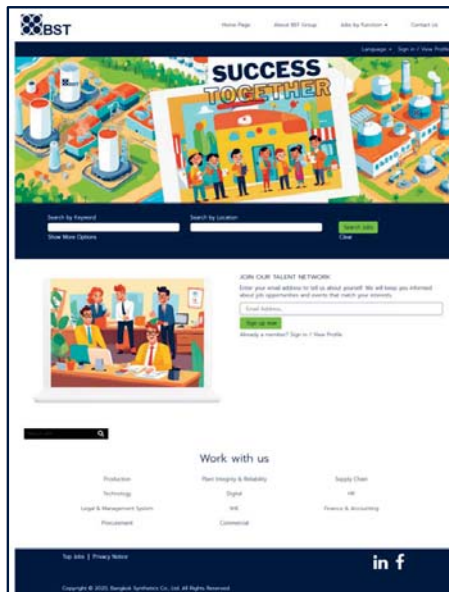 BST
Home Page About BST Group Jobs by Function Contact Us
Language Sign in / View Profile
SUCCESS
TOGETHER
Search by Keyword Search by Location
Search Jobs
Show More Options Clear
JOIN OUR TALENT NETWORK
Enter your email address to tell us about yourself. We will keep you informed
about job opportunities and events that match your interests.
Email Address...
Sign up now
Already a member? Sign in / View Profile
Work with us
Production Plant Integrity & Reliability Supply Chain
Technology Digital HR
Legal & Management System Finance & Accounting
Procurement Commercial
Top Jobs | Privacy Notice
in f
Copyright © 2020, Bangkok Synthetics Co., Ltd. All Rights Reserved